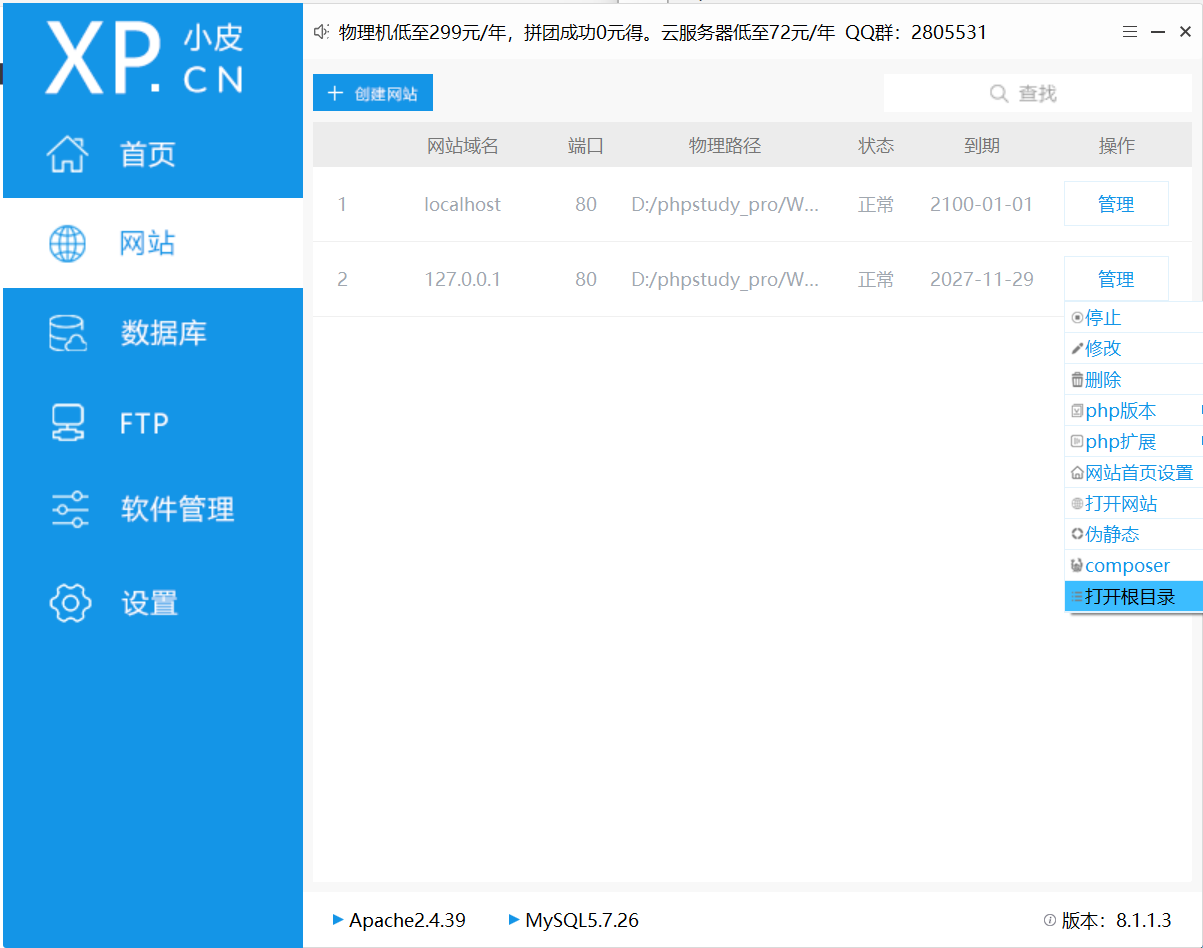 XP. 小皮 CN
物理机低至299元/年，拼团成功0元得。云服务器低至72元/年 QQ群：2805531
首页
网站
数据库
FTP
软件管理
设置
创建网站
查找
网站域名 端口 物理路径 状态 到期 操作
1 localhost 80 D:/phpstudy_pro/W... 正常 2100-01-01 管理
2 127.0.0.1 80 D:/phpstudy_pro/W... 正常 2027-11-29 管理
停止
修改
删除
php版本
php扩展
网站首页设置
打开网站
伪静态
composer
打开根目录
Apache2.4.39 MySQL5.7.26 版本：8.1.1.3